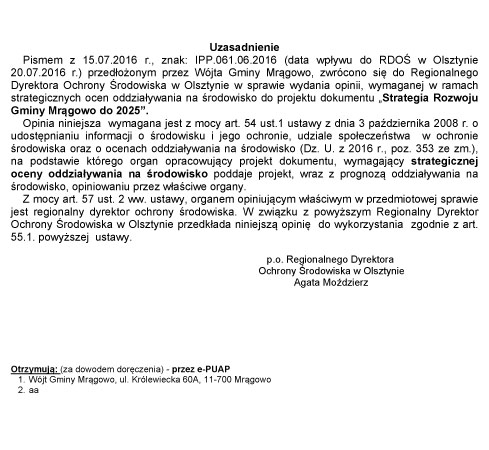 Uzasadnienie
Pismem z 15.07.2016 r., znak: IPP.061.06.2016 (data wpływu do RDOŚ w Olsztynie
20.07.2016 r.) przedłożonym przez Wójta Gminy Mrągowo, zwrócono się do Regionalnego
Dyrektora Ochrony Środowiska w Olsztynie w sprawie wydania opinii, wymaganej w ramach
strategicznych ocen oddziaływania na środowisko do projektu dokumentu „Strategia Rozwoju
Gminy Mrągowo do 2025”.
Opinia niniejsza wymagana jest z mocy art. 54 ust.1 ustawy z dnia 3 października 2008 r. o
udostępnianiu informacji o środowisku i jego ochronie, udziale społeczeństwa w ochronie
środowiska oraz o ocenach oddziaływania na środowisko (Dz. U. z 2016 r., poz. 353 ze zm.),
na podstawie którego organ opracowujący projekt dokumentu, wymagający strategicznej
oceny oddziaływania na środowisko poddaje projekt, wraz z prognozą oddziaływania na
środowisko, opiniowaniu przez właściwe organy.
Z mocy art. 57 ust. 2 ww. ustawy, organem opiniującym właściwym w przedmiotowej sprawie
jest regionalny dyrektor ochrony środowiska. W związku z powyższym Regionalny Dyrektor
Ochrony Środowiska w Olsztynie przedkłada niniejszą opinię do wykorzystania zgodnie z art.
55.1. powyższej ustawy.
p.o. Regionalnego Dyrektora
Ochrony Środowiska w Olsztynie
Agata Moździerz
Otrzymują: (za dowodem doręczenia) - przez e-PUAP
1. Wójt Gminy Mrągowo, ul. Królewiecka 60A, 11-700 Mrągowo
2. aa